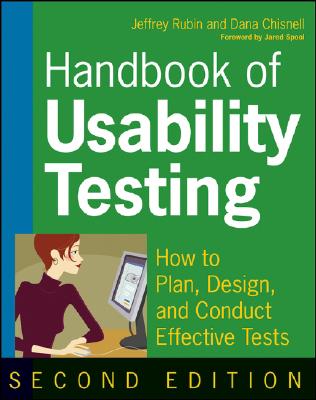 Jeffrey Rubin and Dana Chisnell
Foreword by Jared Spool
Handbook of
Usability
Testing
How to
Plan, Design,
and Conduct
Effective Tests
SECOND EDITION